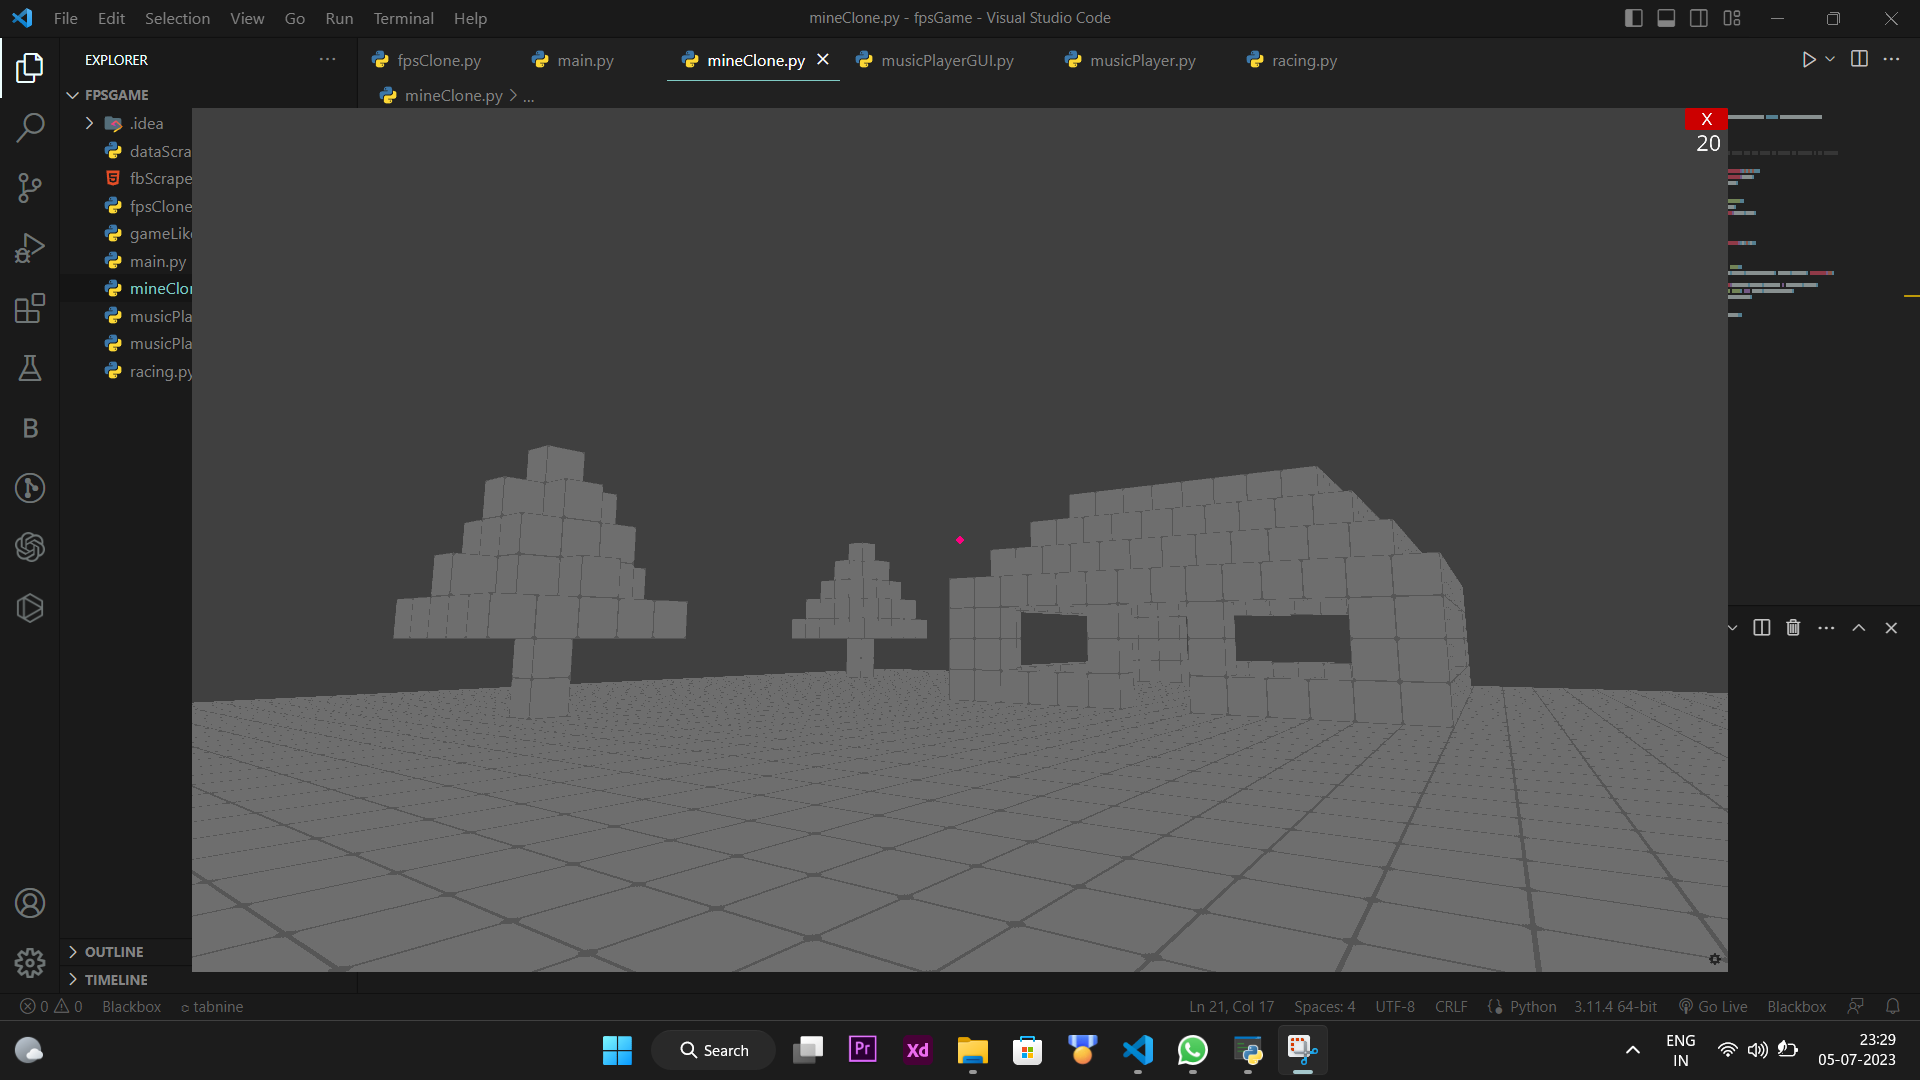 File Edit Selection View Go Run Terminal Help
mineClone.py - fpsGame - Visual Studio Code
EXPLORER
fpsClone.py main.py mineClone.py musicPlayerGUI.py musicPlayer.py racing.py
FPSGAME
mineClone.py > ...
.idea
X
20
dataScra
fbScrape
fpsClone
gameLik
main.py
mineClo
musicPla
musicPla
racing.py
B
OUTLINE
TIMELINE
0 0 Blackbox tabnine
Ln 21, Col 17 Spaces: 4 UTF-8 CRLF Python 3.11.4 64-bit Go Live Blackbox
Search
Pr
Xd
ENG
IN
23:29
05-07-2023